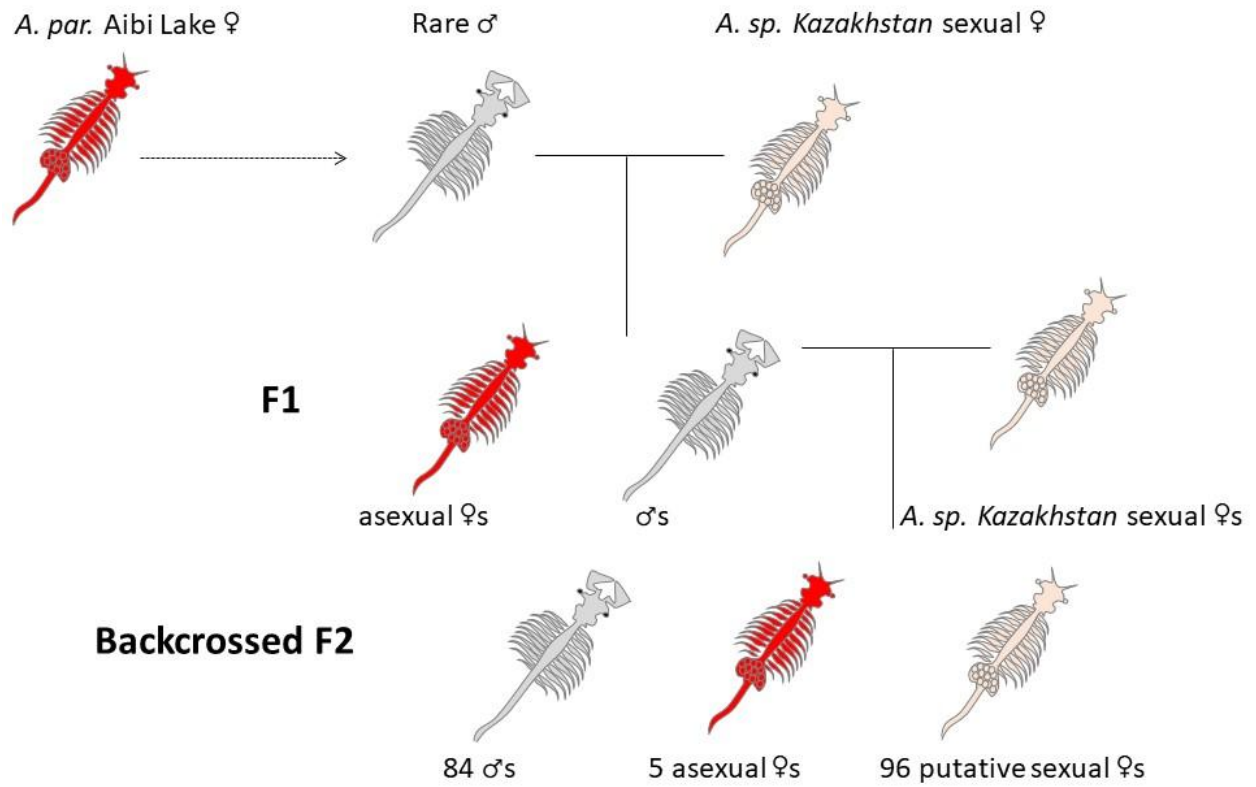 A. par. Aibi Lake ♀
Rare ♂
A. sp. Kazakhstan sexual ♀
F1
asexual ♀s
♂s
A. sp. Kazakhstan sexual ♀s
Backcrossed F2
84 ♂s
5 asexual ♀s
96 putative sexual ♀s